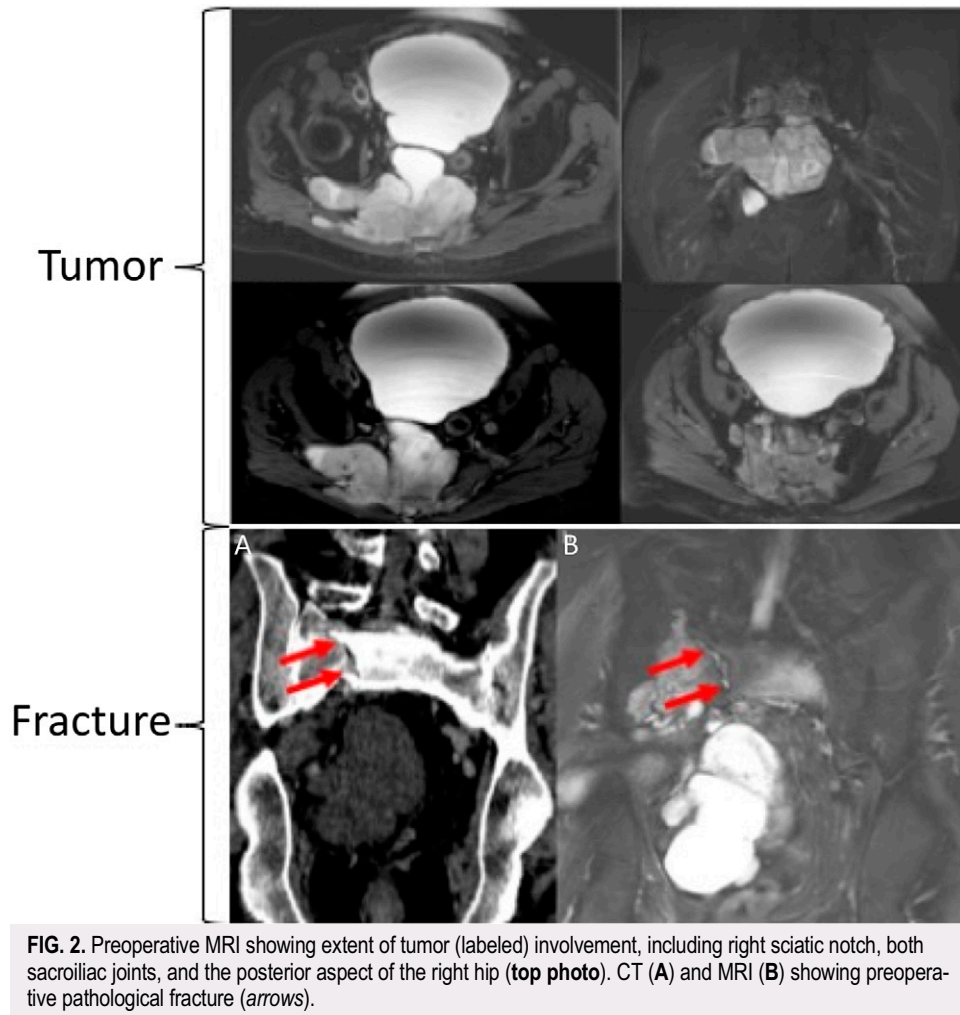 Tumor
A
B
Fracture
FIG. 2. Preoperative MRI showing extent of tumor (labeled) involvement, including right sciatic notch, both
sacroiliac joints, and the posterior aspect of the right hip (top photo). CT (A) and MRI (B) showing preopera-
tive pathological fracture (arrows).